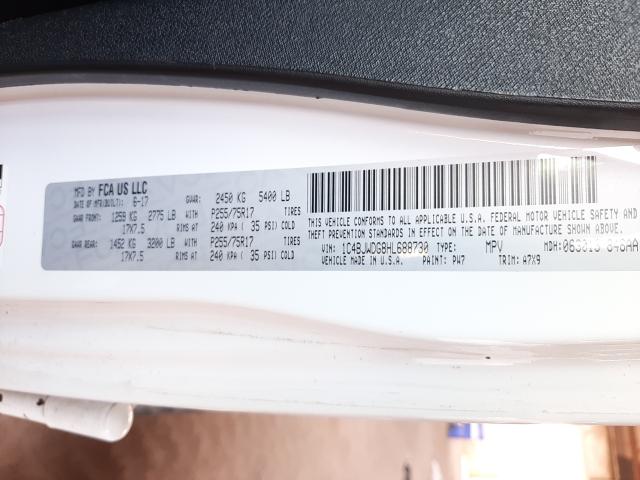 MFD BY FCA US LLC
DATE OF MFR(BUILT): 6-17 GVWR: 2450 KG 5400 LB
GAWR FRONT: 1259 KG 2775 LB WITH P255/75R17 TIRES
17X7.5 RIMS AT 240 KPA ( 35 PSI) COLD
GAWR REAR: 1452 KG 3200 LB WITH P255/75R17 TIRES
17X7.5 RIMS AT 240 KPA ( 35 PSI) COLD
THIS VEHICLE CONFORMS TO ALL APPLICABLE U.S.A. FEDERAL MOTOR VEHICLE SAFETY AND
THEFT PREVENTION STANDARDS IN EFFECT ON THE DATE OF MANUFACTURE SHOWN ABOVE.
VIN: 1C4BJWDG8HL688730 TYPE: MPV MDH: 846AA
VEHICLE MADE IN U.S.A. PAINT: PW7 TRIM: A7X9